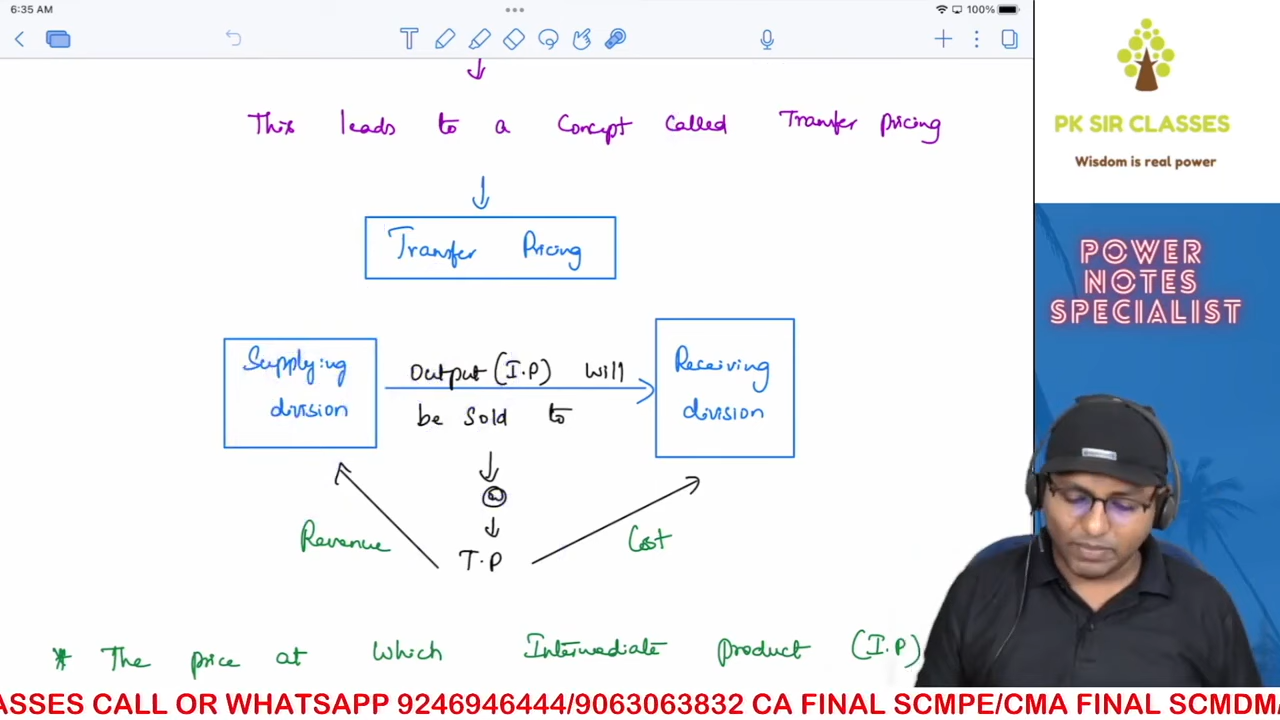 6:35 AM
100%
This leads to a Concept Called Transfer pricing
Transfer Pricing
Supplying division
Output (I.P) will be Sold to
Receiving division
@
T.P
Revenue
Cost
* The price at which Intermediate product (I.P)
PK SIR CLASSES
Wisdom is real power
POWER
NOTES
SPECIALIST
ASSES CALL OR WHATSAPP 9246946444/9063063832 CA FINAL SCMPE/CMA FINAL SCMDM